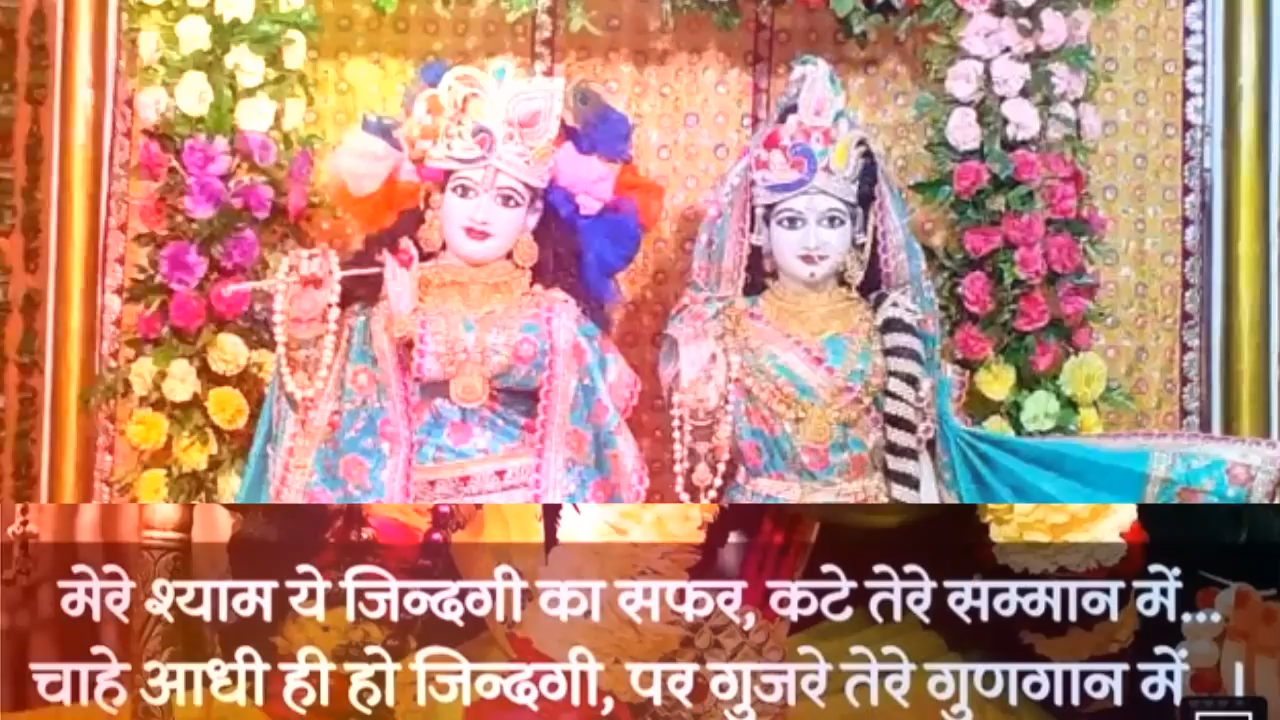 मेरे श्याम ये जिन्दगी का सफर, कटे तेरे सम्मान में...
चाहे आधी ही हो जिन्दगी, पर गुजरे तेरे गुणगान में...।